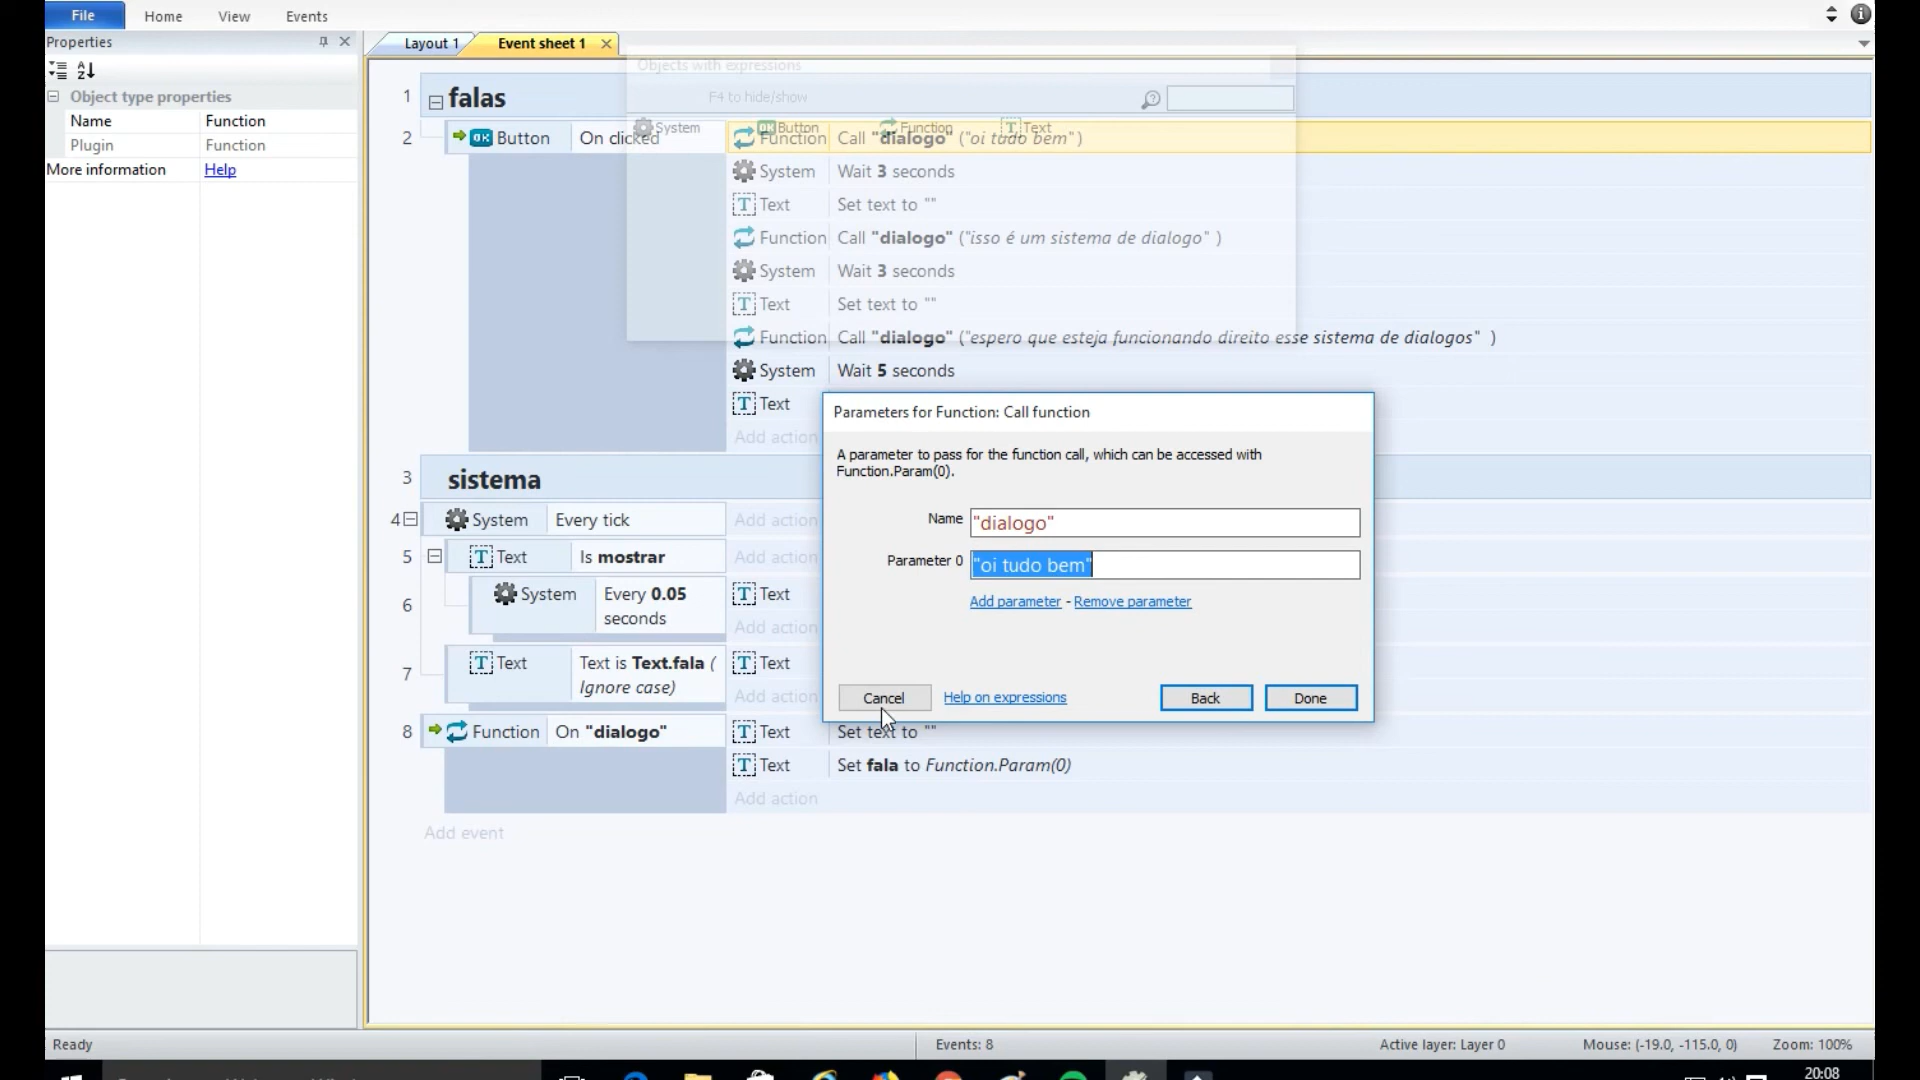 File Home View Events
Properties
Layout 1 Event sheet 1
Objects with expressions
F4 to hide/show
System Button Function Text
Object type properties
Name Function
Plugin Function
More information Help
1 falas
2 Button On clicked Function Call "dialogo" ("oi tudo bem" )
System Wait 3 seconds
Text Set text to ""
Function Call "dialogo" ("isso é um sistema de dialogo" )
System Wait 3 seconds
Text Set text to ""
Function Call "dialogo" ("espero que esteja funcionando direito esse sistema de dialogos" )
System Wait 5 seconds
Text
Add action
3 sistema
4 System Every tick Add action
5 Text Is mostrar Add action
6 System Every 0.05 seconds Text
Add action
7 Text Text is Text.fala ( Ignore case) Text
Add action
8 Function On "dialogo" Text Set text to ""
Text Set fala to Function.Param(0)
Add action
Add event
Parameters for Function: Call function
A parameter to pass for the function call, which can be accessed with
Function.Param(0).
Name "dialogo"
Parameter 0 "oi tudo bem"
Add parameter - Remove parameter
Cancel Help on expressions Back Done
Ready Events: 8 Active layer: Layer 0 Mouse: (-19.0, -115.0, 0) Zoom: 100%
20:08